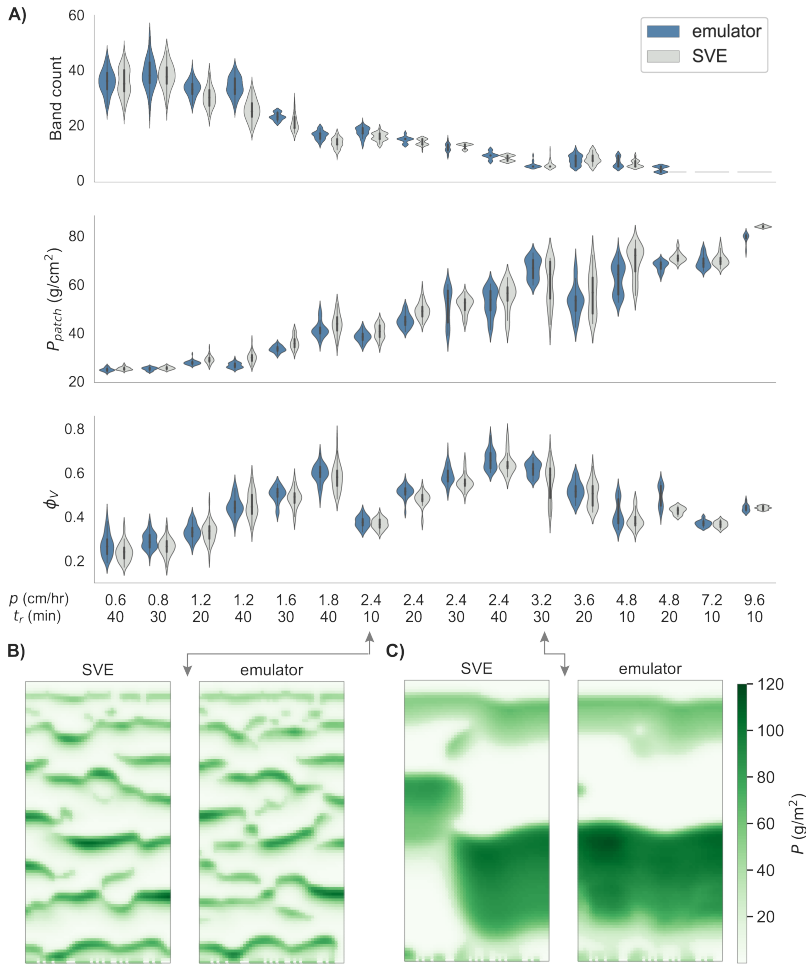 A)
60
40
20
0
Band count
emulator
SVE
80
60
40
20
P_patch (g/cm²)
0.8
0.6
0.4
0.2
ϕ_V
p (cm/hr) 0.6 0.8 1.2 1.2 1.6 1.8 2.4 2.4 2.4 2.4 3.2 3.6 4.8 4.8 7.2 9.6
t_r (min) 40 30 20 40 30 40 10 20 30 40 30 20 10 20 10 10
B)
SVE
emulator
C)
SVE
emulator
120
100
80
60
40
20
P (g/m²)